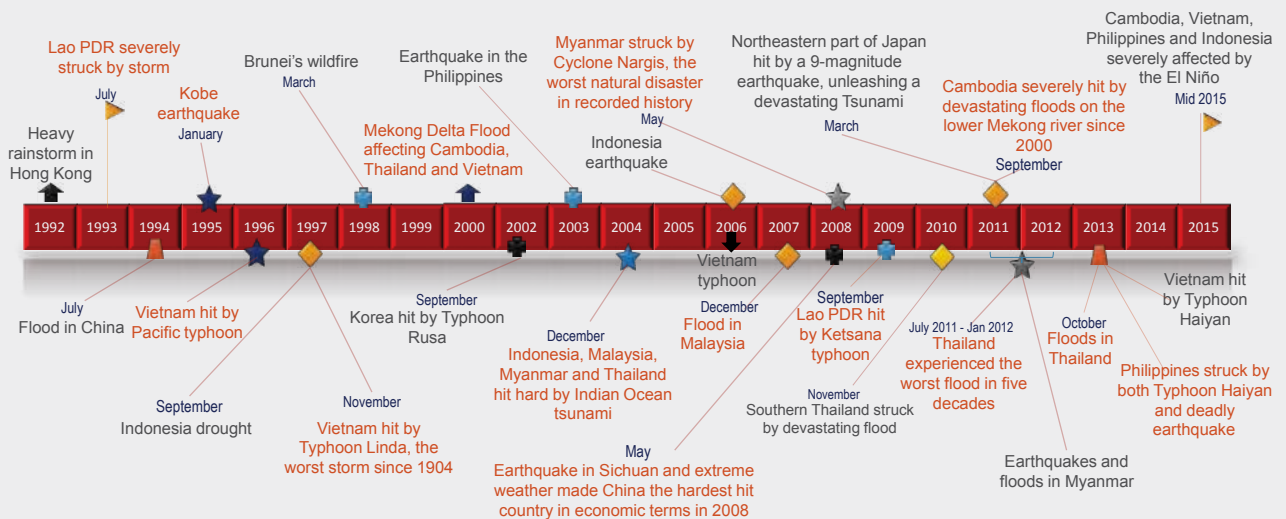 Lao PDR severely
struck by storm
July
Heavy
rainstorm in
Hong Kong
Kobe
earthquake
January
Brunei's wildfire
March
Mekong Delta Flood
affecting Cambodia,
Thailand and Vietnam
Earthquake in the
Philippines
Myanmar struck by
Cyclone Nargis, the
worst natural disaster
in recorded history
May
Indonesia
earthquake
Northeastern part of Japan
hit by a 9-magnitude
earthquake, unleashing a
devastating Tsunami
March
Cambodia severely hit by
devastating floods on the
lower Mekong river since
2000
September
Cambodia, Vietnam,
Philippines and Indonesia
severely affected by
the El Niño
Mid 2015
1992 1993 1994 1995 1996 1997 1998 1999 2000 2002 2003 2004 2005 2006 2007 2008 2009 2010 2011 2012 2013 2014 2015
July
Flood in China
Vietnam hit by
Pacific typhoon
September
Indonesia drought
November
Vietnam hit by
Typhoon Linda, the
worst storm since 1904
September
Korea hit by Typhoon
Rusa
December
Indonesia, Malaysia,
Myanmar and Thailand
hit hard by Indian Ocean
tsunami
Vietnam
typhoon
December
Flood in
Malaysia
May
Earthquake in Sichuan and extreme
weather made China the hardest hit
country in economic terms in 2008
September
Lao PDR hit
by Ketsana
typhoon
November
Southern Thailand struck
by devastating flood
July 2011 - Jan 2012
Thailand
experienced the
worst flood in five
decades
Earthquakes and
floods in Myanmar
October
Floods in
Thailand
Philippines struck by
both Typhoon Haiyan
and deadly
earthquake
Vietnam hit
by Typhoon
Haiyan